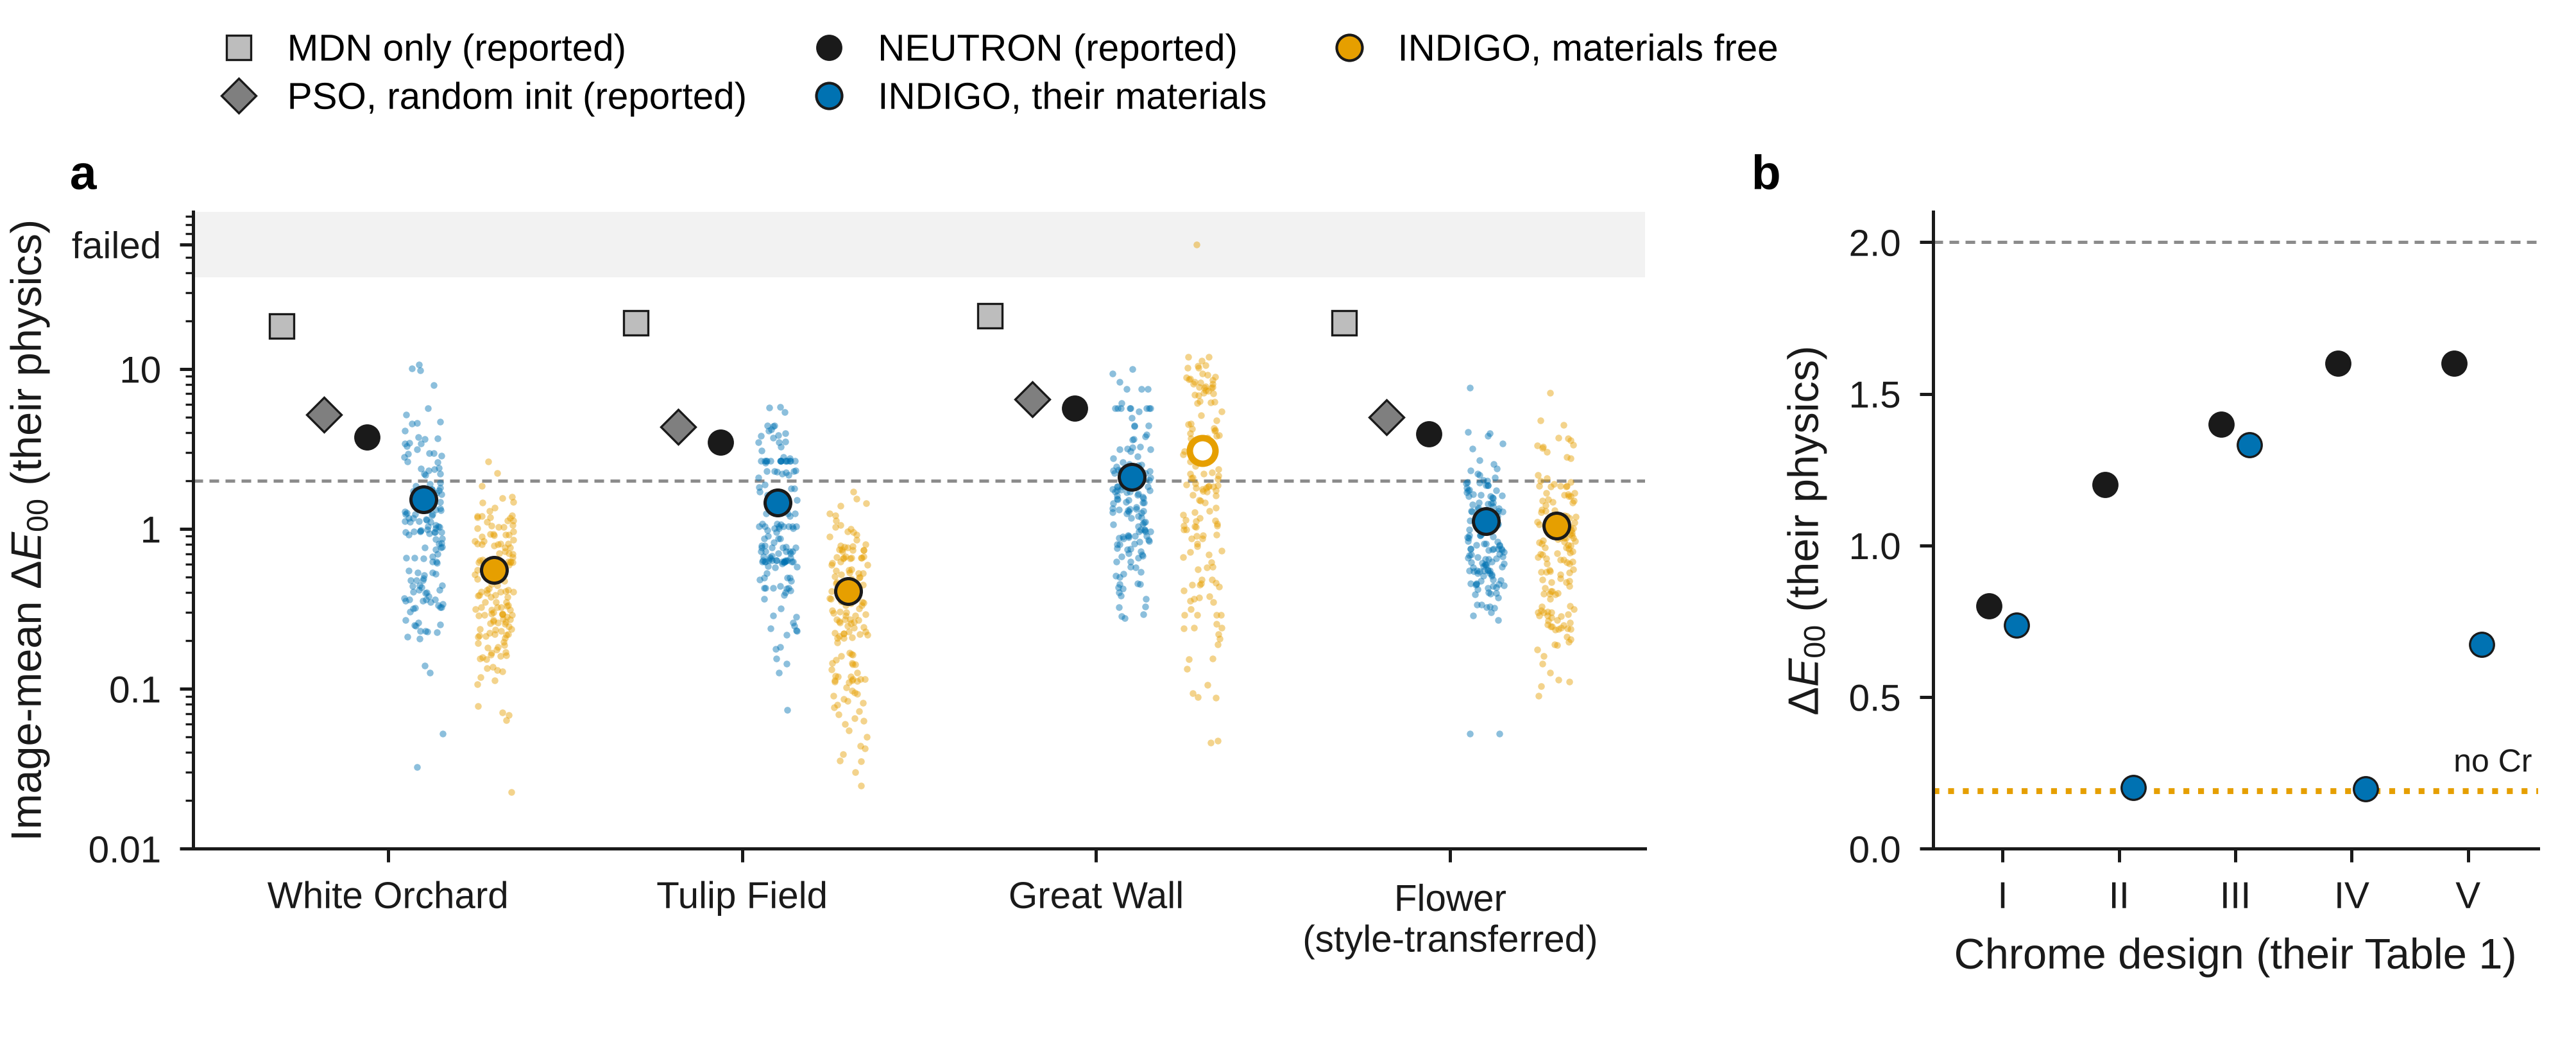 MDN only (reported)
PSO, random init (reported)
NEUTRON (reported)
INDIGO, their materials
INDIGO, materials free
a
Image-mean ΔE00 (their physics)
failed
10
1
0.1
0.01
White Orchard
Tulip Field
Great Wall
Flower
(style-transferred)
b
ΔE00 (their physics)
2.0
1.5
1.0
0.5
0.0
no Cr
I
II
III
IV
V
Chrome design (their Table 1)